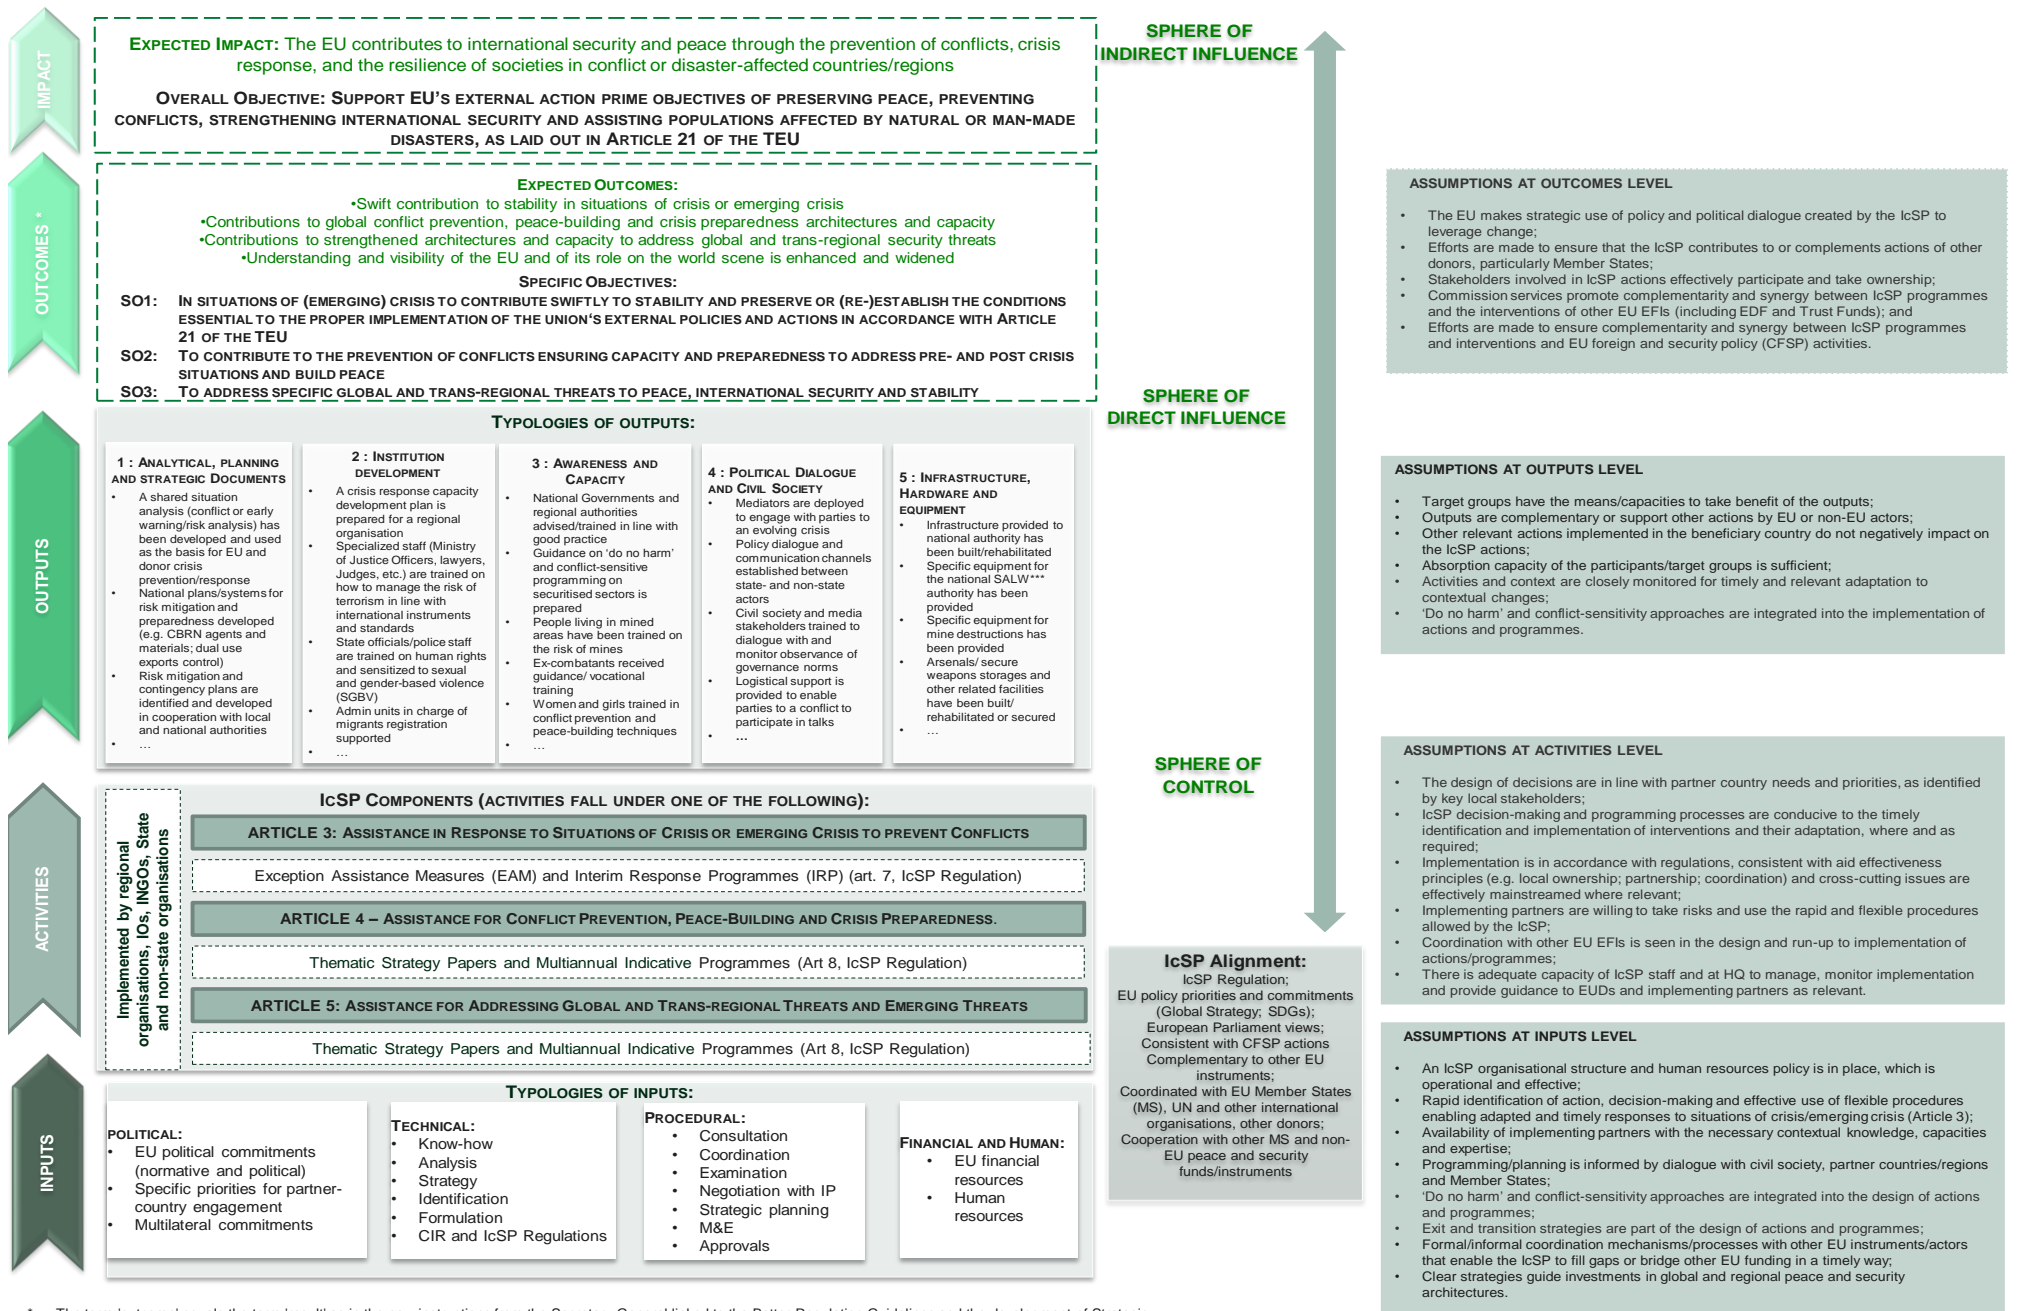 IMPACT
EXPECTED IMPACT: The EU contributes to international security and peace through the prevention of conflicts, crisis
response, and the resilience of societies in conflict or disaster-affected countries/regions
OVERALL OBJECTIVE: SUPPORT EU'S EXTERNAL ACTION PRIME OBJECTIVES OF PRESERVING PEACE, PREVENTING
CONFLICTS, STRENGTHENING INTERNATIONAL SECURITY AND ASSISTING POPULATIONS AFFECTED BY NATURAL OR MAN-MADE
DISASTERS, AS LAID OUT IN ARTICLE 21 OF THE TEU
SPHERE OF
INDIRECT INFLUENCE
OUTCOMES *
EXPECTED OUTCOMES:
•Swift contribution to stability in situations of crisis or emerging crisis
•Contributions to global conflict prevention, peace-building and crisis preparedness architectures and capacity
•Contributions to strengthened architectures and capacity to address global and trans-regional security threats
•Understanding and visibility of the EU and of its role on the world scene is enhanced and widened
SPECIFIC OBJECTIVES:
SO1: IN SITUATIONS OF (EMERGING) CRISIS TO CONTRIBUTE SWIFTLY TO STABILITY AND PRESERVE OR (RE-)ESTABLISH THE CONDITIONS
ESSENTIAL TO THE PROPER IMPLEMENTATION OF THE UNION'S EXTERNAL POLICIES AND ACTIONS IN ACCORDANCE WITH ARTICLE
21 OF THE TEU
SO2: TO CONTRIBUTE TO THE PREVENTION OF CONFLICTS ENSURING CAPACITY AND PREPAREDNESS TO ADDRESS PRE- AND POST CRISIS
SITUATIONS AND BUILD PEACE
SO3: TO ADDRESS SPECIFIC GLOBAL AND TRANS-REGIONAL THREATS TO PEACE, INTERNATIONAL SECURITY AND STABILITY
SPHERE OF
DIRECT INFLUENCE
ASSUMPTIONS AT OUTCOMES LEVEL
• The EU makes strategic use of policy and political dialogue created by the IcSP to
leverage change;
• Efforts are made to ensure that the IcSP contributes to or complements actions of other
donors, particularly Member States;
• Stakeholders involved in IcSP actions effectively participate and take ownership;
• Commission services promote complementarity and synergy between IcSP programmes
and the interventions of other EU EFIs (including EDF and Trust Funds); and
• Efforts are made to ensure complementarity and synergy between IcSP programmes
and interventions and EU foreign and security policy (CFSP) activities.
OUTPUTS
TYPOLOGIES OF OUTPUTS:
1 : ANALYTICAL, PLANNING
AND STRATEGIC DOCUMENTS
• A shared situation
analysis (conflict or early
warning/risk analysis) has
been developed and used
as the basis for EU and
donor crisis
prevention/response
• National plans/systems for
risk mitigation and
preparedness developed
(e.g. CBRN agents and
materials; dual use
exports control)
• Risk mitigation and
contingency plans are
identified and developed
in cooperation with local
and national authorities
• ...
2 : INSTITUTION
DEVELOPMENT
• A crisis response capacity
development plan is
prepared for a regional
organisation
• Specialized staff (Ministry
of Justice Officers, lawyers,
Judges, etc.) are trained on
how to manage the risk of
terrorism in line with
international instruments
and standards
• State officials/police staff
are trained on human rights
and sensitized to sexual
and gender-based violence
(SGBV)
• Admin units in charge of
migrants registration
supported
• ...
3 : AWARENESS AND
CAPACITY
• National Governments and
regional authorities
advised/trained in line with
good practice
• Guidance on 'do no harm'
and conflict-sensitive
programming on
securitised sectors is
prepared
• People living in mined
areas have been trained on
the risk of mines
• Ex-combatants received
guidance/ vocational
training
• Women and girls trained in
conflict prevention and
peace-building techniques
• ...
4 : POLITICAL DIALOGUE
AND CIVIL SOCIETY
• Mediators are deployed
to engage with parties to
an evolving crisis
• Policy dialogue and
communication channels
established between
state- and non-state
actors
• Civil society and media
stakeholders trained to
dialogue with and
monitor observance of
governance norms
• Logistical support is
provided to enable
parties to a conflict to
participate in talks
• ...
5 : INFRASTRUCTURE,
HARDWARE AND
EQUIPMENT
• Infrastructure provided to
national authority has
been built/rehabilitated
• Specific equipment for
the national SALW***
authority has been
provided
• Specific equipment for
mine destructions has
been provided
• Arsenals/ secure
weapons storages and
other related facilities
have been built/
rehabilitated or secured
• ...
ASSUMPTIONS AT OUTPUTS LEVEL
• Target groups have the means/capacities to take benefit of the outputs;
• Outputs are complementary or support other actions by EU or non-EU actors;
• Other relevant actions implemented in the beneficiary country do not negatively impact on
the IcSP actions;
• Absorption capacity of the participants/target groups is sufficient;
• Activities and context are closely monitored for timely and relevant adaptation to
contextual changes;
• 'Do no harm' and conflict-sensitivity approaches are integrated into the implementation of
actions and programmes.
SPHERE OF
CONTROL
ACTIVITIES
Implemented by regional
organisations, IOs, INGOs, State
and non-state organisations
ICSP COMPONENTS (ACTIVITIES FALL UNDER ONE OF THE FOLLOWING):
ARTICLE 3: ASSISTANCE IN RESPONSE TO SITUATIONS OF CRISIS OR EMERGING CRISIS TO PREVENT CONFLICTS
Exception Assistance Measures (EAM) and Interim Response Programmes (IRP) (art. 7, IcSP Regulation)
ARTICLE 4 – ASSISTANCE FOR CONFLICT PREVENTION, PEACE-BUILDING AND CRISIS PREPAREDNESS.
Thematic Strategy Papers and Multiannual Indicative Programmes (Art 8, IcSP Regulation)
ARTICLE 5: ASSISTANCE FOR ADDRESSING GLOBAL AND TRANS-REGIONAL THREATS AND EMERGING THREATS
Thematic Strategy Papers and Multiannual Indicative Programmes (Art 8, IcSP Regulation)
ASSUMPTIONS AT ACTIVITIES LEVEL
• The design of decisions are in line with partner country needs and priorities, as identified
by key local stakeholders;
• IcSP decision-making and programming processes are conducive to the timely
identification and implementation of interventions and their adaptation, where and as
required;
• Implementation is in accordance with regulations, consistent with aid effectiveness
principles (e.g. local ownership; partnership; coordination) and cross-cutting issues are
effectively mainstreamed where relevant;
• Implementing partners are willing to take risks and use the rapid and flexible procedures
allowed by the IcSP;
• Coordination with other EU EFIs is seen in the design and run-up to implementation of
actions/programmes;
• There is adequate capacity of IcSP staff and at HQ to manage, monitor implementation
and provide guidance to EUDs and implementing partners as relevant.
IcSP Alignment:
IcSP Regulation;
EU policy priorities and commitments
(Global Strategy; SDGs);
European Parliament views;
Consistent with CFSP actions
Complementary to other EU
instruments;
Coordinated with EU Member States
(MS), UN and other international
organisations, other donors;
Cooperation with other MS and non-
EU peace and security
funds/instruments
INPUTS
TYPOLOGIES OF INPUTS:
POLITICAL:
• EU political commitments
(normative and political)
• Specific priorities for partner-
country engagement
• Multilateral commitments
TECHNICAL:
• Know-how
• Analysis
• Strategy
• Identification
• Formulation
• CIR and IcSP Regulations
PROCEDURAL:
• Consultation
• Coordination
• Examination
• Negotiation with IP
• Strategic planning
• M&E
• Approvals
FINANCIAL AND HUMAN:
• EU financial
resources
• Human
resources
ASSUMPTIONS AT INPUTS LEVEL
• An IcSP organisational structure and human resources policy is in place, which is
operational and effective;
• Rapid identification of action, decision-making and effective use of flexible procedures
enabling adapted and timely responses to situations of crisis/emerging crisis (Article 3);
• Availability of implementing partners with the necessary contextual knowledge, capacities
and expertise;
• Programming/planning is informed by dialogue with civil society, partner countries/regions
and Member States;
• 'Do no harm' and conflict-sensitivity approaches are integrated into the design of actions
and programmes;
• Exit and transition strategies are part of the design of actions and programmes;
• Formal/informal coordination mechanisms/processes with other EU instruments/actors
that enable the IcSP to fill gaps or bridge other EU funding in a timely way;
• Clear strategies guide investments in global and regional peace and security
architectures.